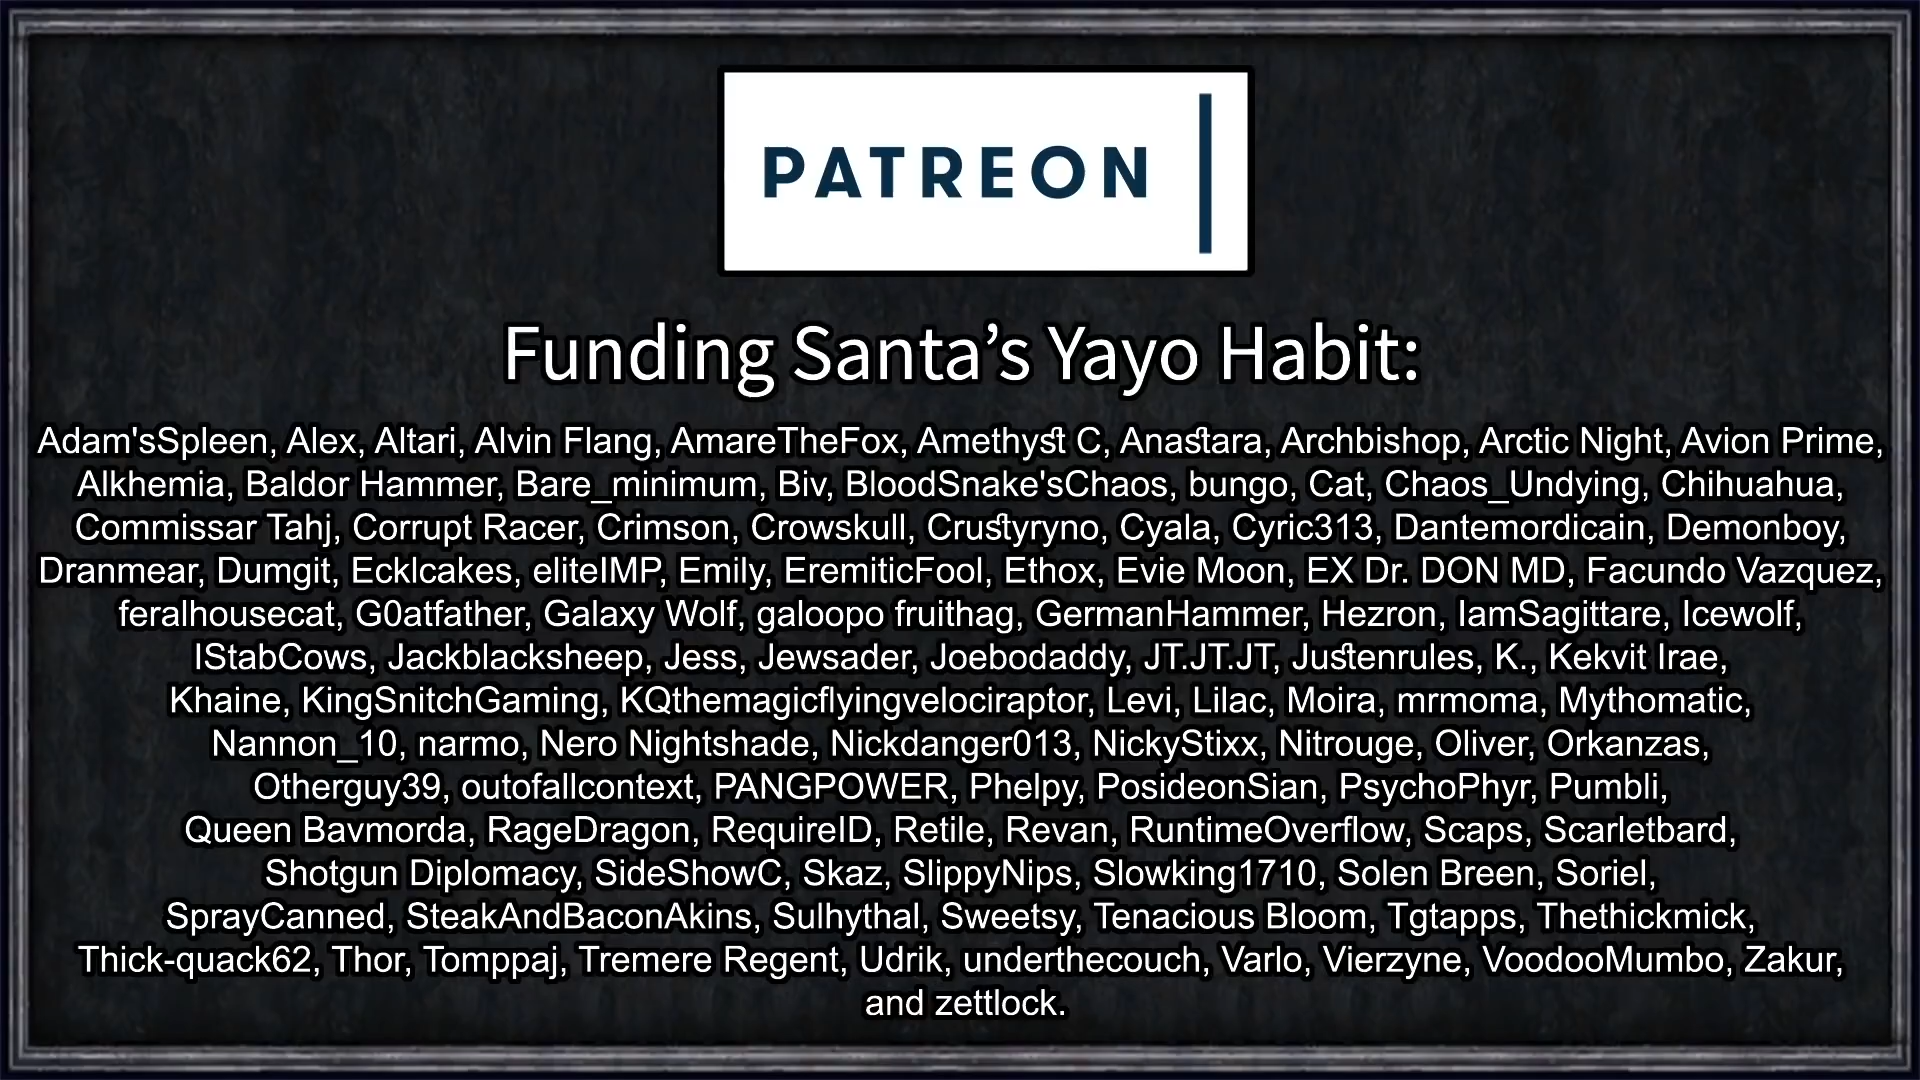 PATREON
Funding Santa’s Yayo Habit:
Adam'sSpleen, Alex, Altari, Alvin Flang, AmareTheFox, Amethyst C, Anastara, Archbishop, Arctic Night, Avion Prime,
Alkhemia, Baldor Hammer, Bare_minimum, Biv, BloodSnake'sChaos, bungo, Cat, Chaos_Undying, Chihuahua,
Commissar Tahj, Corrupt Racer, Crimson, Crowskull, Crustyryno, Cyala, Cyric313, Dantemordicain, Demonboy,
Dranmear, Dumgit, Ecklcakes, eliteIMP, Emily, EremiticFool, Ethox, Evie Moon, EX Dr. DON MD, Facundo Vazquez,
feralhousecat, G0atfather, Galaxy Wolf, galoopo fruithag, GermanHammer, Hezron, IamSagittare, Icewolf,
IStabCows, Jackblacksheep, Jess, Jewsader, Joebodaddy, JT.JT.JT, Justenrules, K., Kekvit Irae,
Khaine, KingSnitchGaming, KQthemagicflyingvelociraptor, Levi, Lilac, Moira, mrmoma, Mythomatic,
Nannon_10, narmo, Nero Nightshade, Nickdanger013, NickyStixx, Nitrouge, Oliver, Orkanzas,
Otherguy39, outofallcontext, PANGPOWER, Phelpy, PosideonSian, PsychoPhyr, Pumbli,
Queen Bavmorda, RageDragon, RequireID, Retile, Revan, RuntimeOverflow, Scaps, Scarletbard,
Shotgun Diplomacy, SideShowC, Skaz, SlippyNips, Slowking1710, Solen Breen, Soriel,
SprayCanned, SteakAndBaconAkins, Sulhythal, Sweetsy, Tenacious Bloom, Tgtapps, Thethickmick,
Thick-quack62, Thor, Tomppaj, Tremere Regent, Udrik, underthecouch, Varlo, Vierzyne, VoodooMumbo, Zakur,
and zettlock.